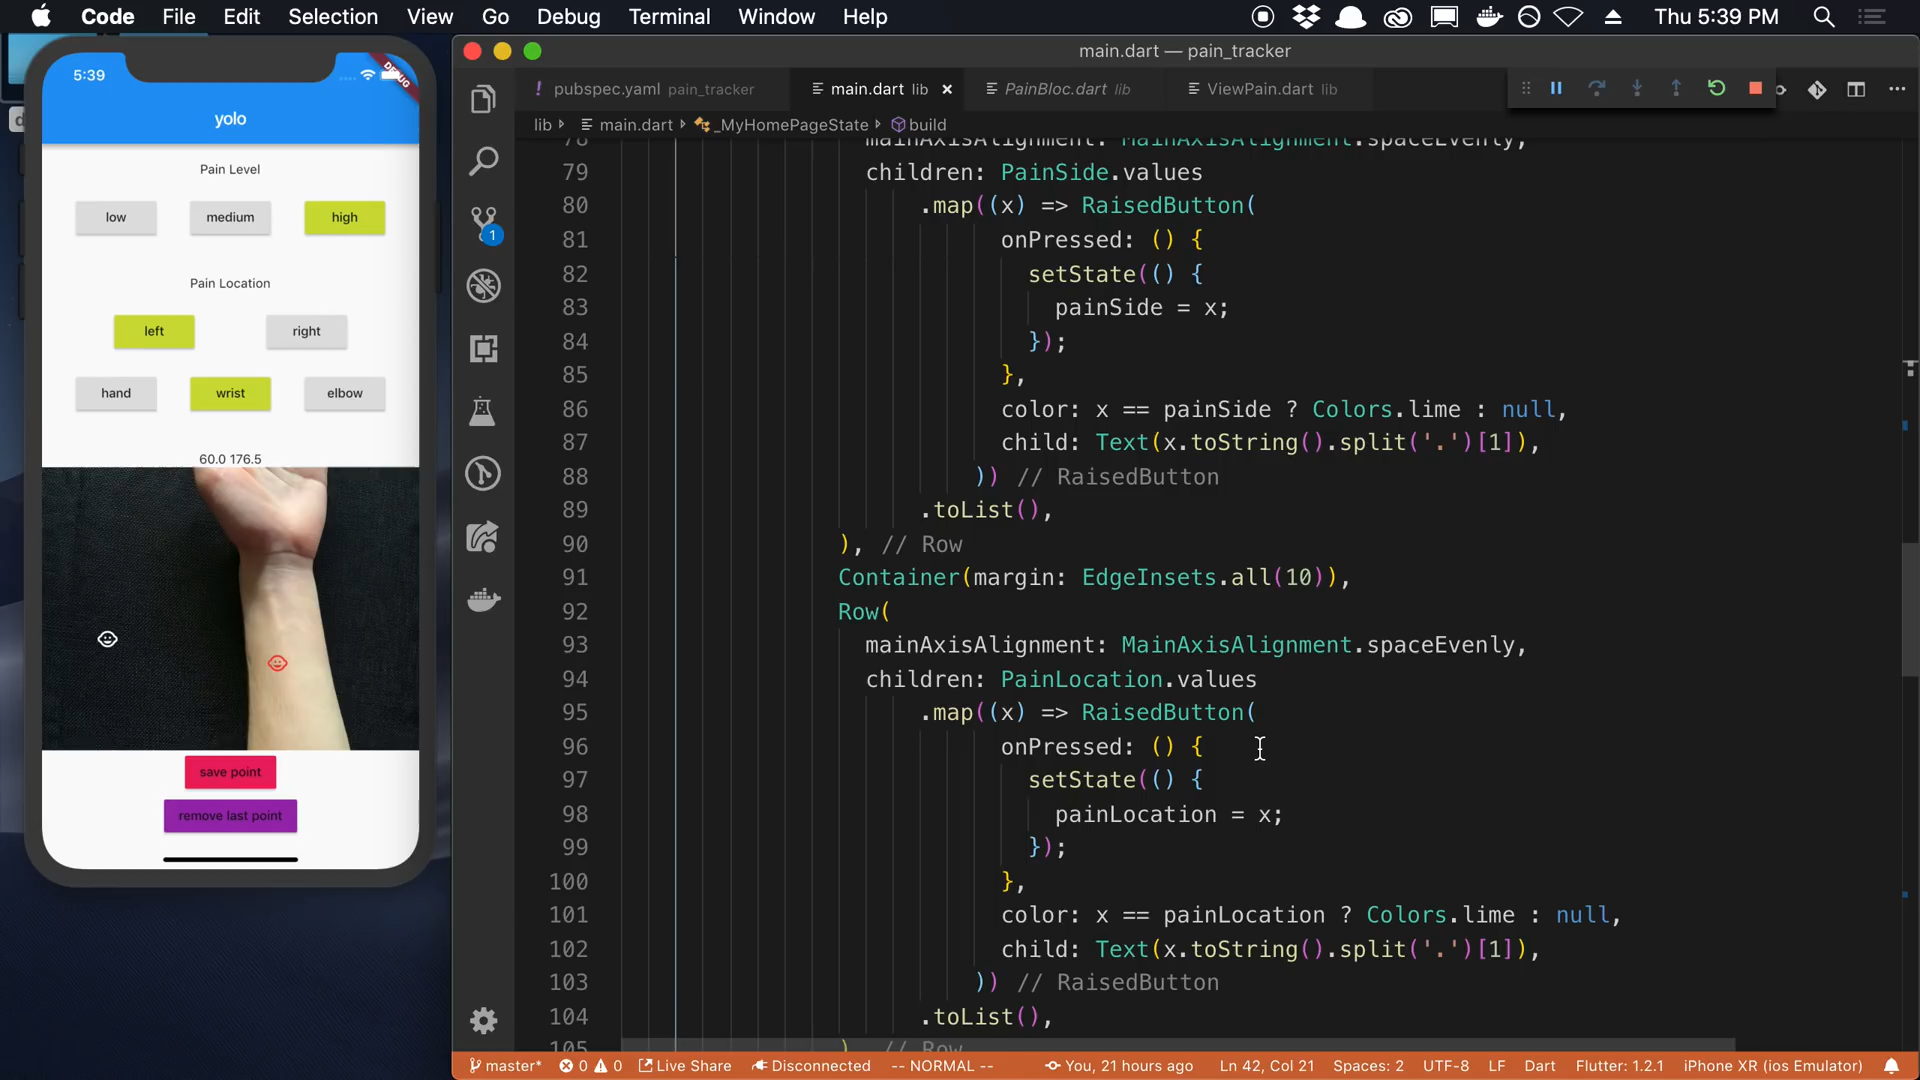 Code File Edit Selection View Go Debug Terminal Window Help Thu 5:39 PM
main.dart — pain_tracker
! pubspec.yaml pain_tracker
main.dart lib ×
PainBloc.dart lib
ViewPain.dart lib
lib main.dart _MyHomePageState build
5:39
DEBUG
yolo
Pain Level
low medium high
Pain Location
left right
hand wrist elbow
60.0 176.5
save point
remove last point
1
78 mainAxisAlignment: MainAxisAlignment.spaceEvenly,
79 children: PainSide.values
80 .map((x) => RaisedButton(
81 onPressed: () {
82 setState(() {
83 painSide = x;
84 });
85 },
86 color: x == painSide ? Colors.lime : null,
87 child: Text(x.toString().split('.')[1]),
88 )) // RaisedButton
89 .toList(),
90 ), // Row
91 Container(margin: EdgeInsets.all(10)),
92 Row(
93 mainAxisAlignment: MainAxisAlignment.spaceEvenly,
94 children: PainLocation.values
95 .map((x) => RaisedButton(
96 onPressed: () {
97 setState(() {
98 painLocation = x;
99 });
100 },
101 color: x == painLocation ? Colors.lime : null,
102 child: Text(x.toString().split('.')[1]),
103 )) // RaisedButton
104 .toList(),
105 ), // Row
master* 0 0 Live Share Disconnected -- NORMAL -- You, 21 hours ago Ln 42, Col 21 Spaces: 2 UTF-8 LF Dart Flutter: 1.2.1 iPhone XR (ios Emulator)